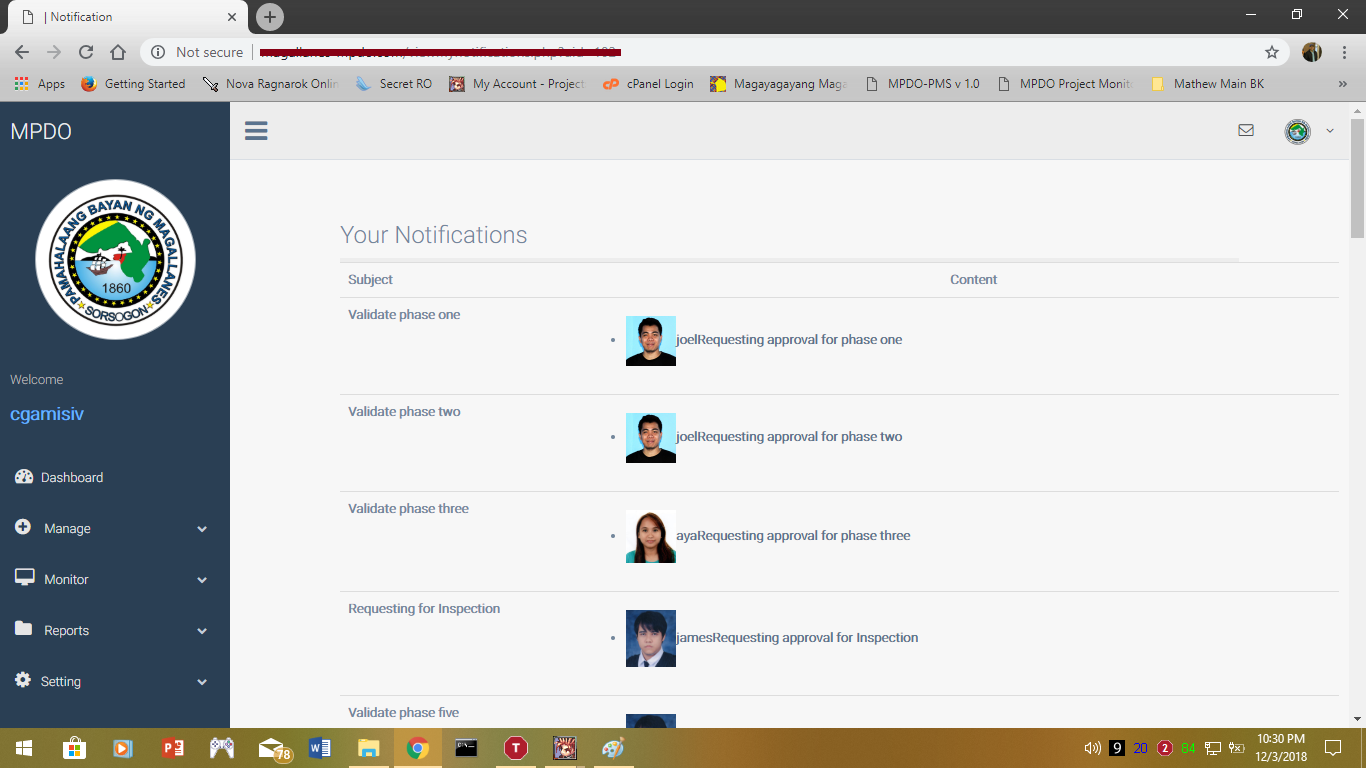 | Notification
Not secure
Apps
Getting Started
Nova Ragnarok Onlin
Secret RO
My Account - Project
cPanel Login
Magayagayang Maga
MPDO-PMS v 1.0
MPDO Project Monit
Mathew Main BK
»
MPDO
PAMAHALAANG BAYAN NG MAGALLANES
1860
SORSOGON
Welcome
cgamisiv
Dashboard
Manage
Monitor
Reports
Setting
Your Notifications
Subject
Content
Validate phase one
joelRequesting approval for phase one
Validate phase two
joelRequesting approval for phase two
Validate phase three
ayaRequesting approval for phase three
Requesting for Inspection
jamesRequesting approval for Inspection
Validate phase five
78
T
9
20
2
84
10:30 PM
12/3/2018